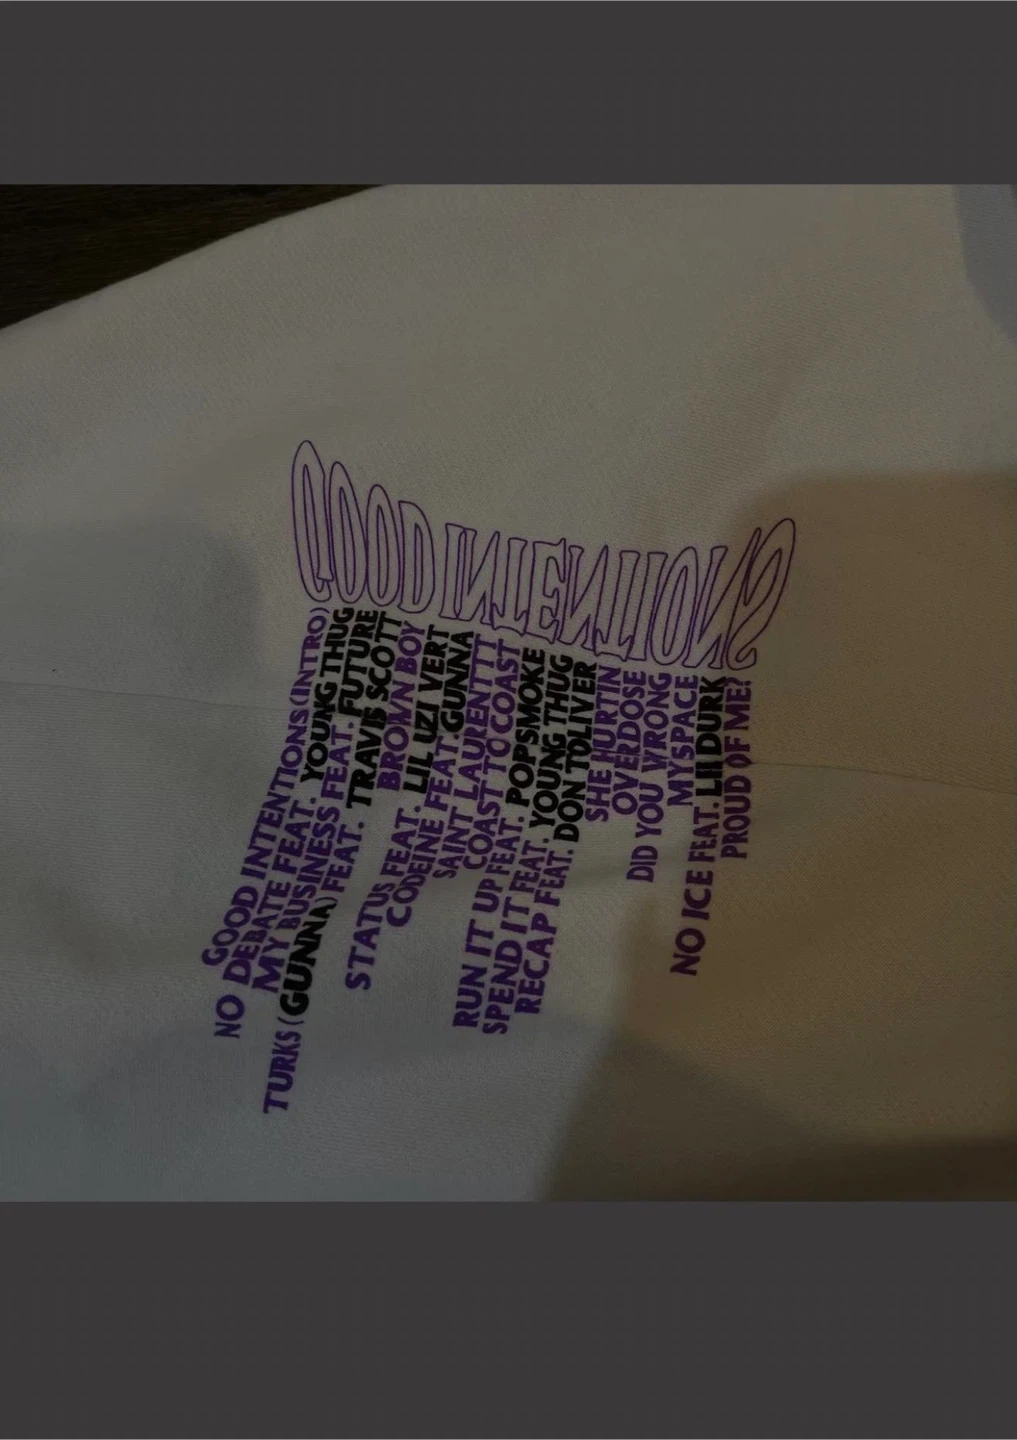 GOOD INTENTIONS
GOOD INTENTIONS (INTRO)
NO DEBATE FEAT. YOUNG THUG
MY BUSINESS FEAT. FUTURE
TURKS (GUNNA) FEAT. TRAVIS SCOTT
BROWN BOY
STATUS FEAT. LIL UZI VERT
CODEINE FEAT. GUNNA
SAINT LAURENTTT
COAST TO COAST
RUN IT UP FEAT. POP SMOKE
SPEND IT FEAT. YOUNG THUG
RECAP FEAT. DON TOLIVER
SHE HURTIN
OVERDOSE
DID YOU WRONG
MYSPACE
NO ICE FEAT. LIL DURK
PROUD OF ME?